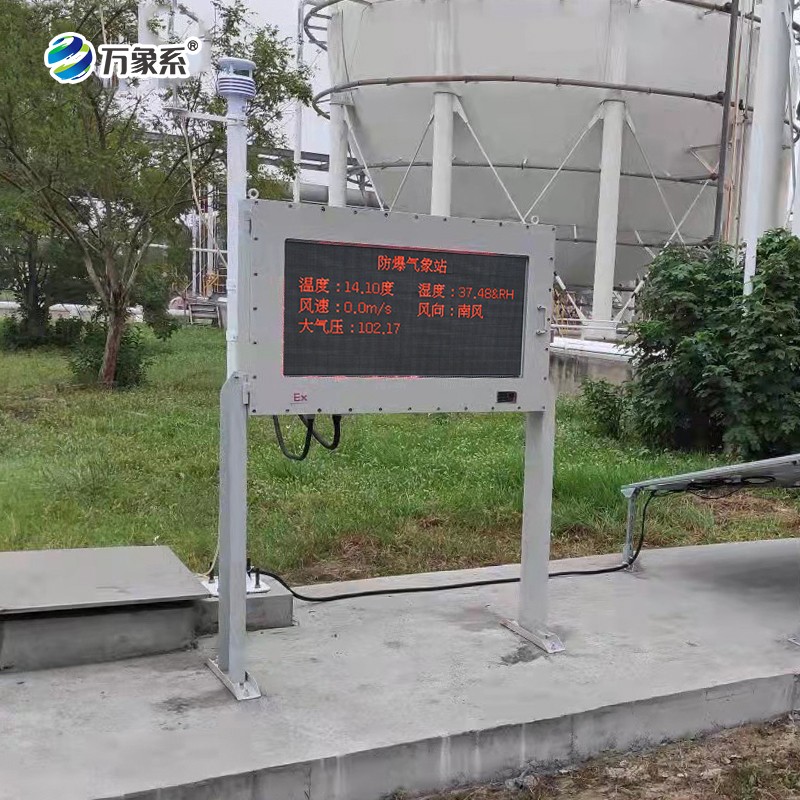 万象系®
防爆气象站
温度：14.10度 湿度：37.48&RH
风速：0.0m/s 风向：南风
大气压：102.17
Ex